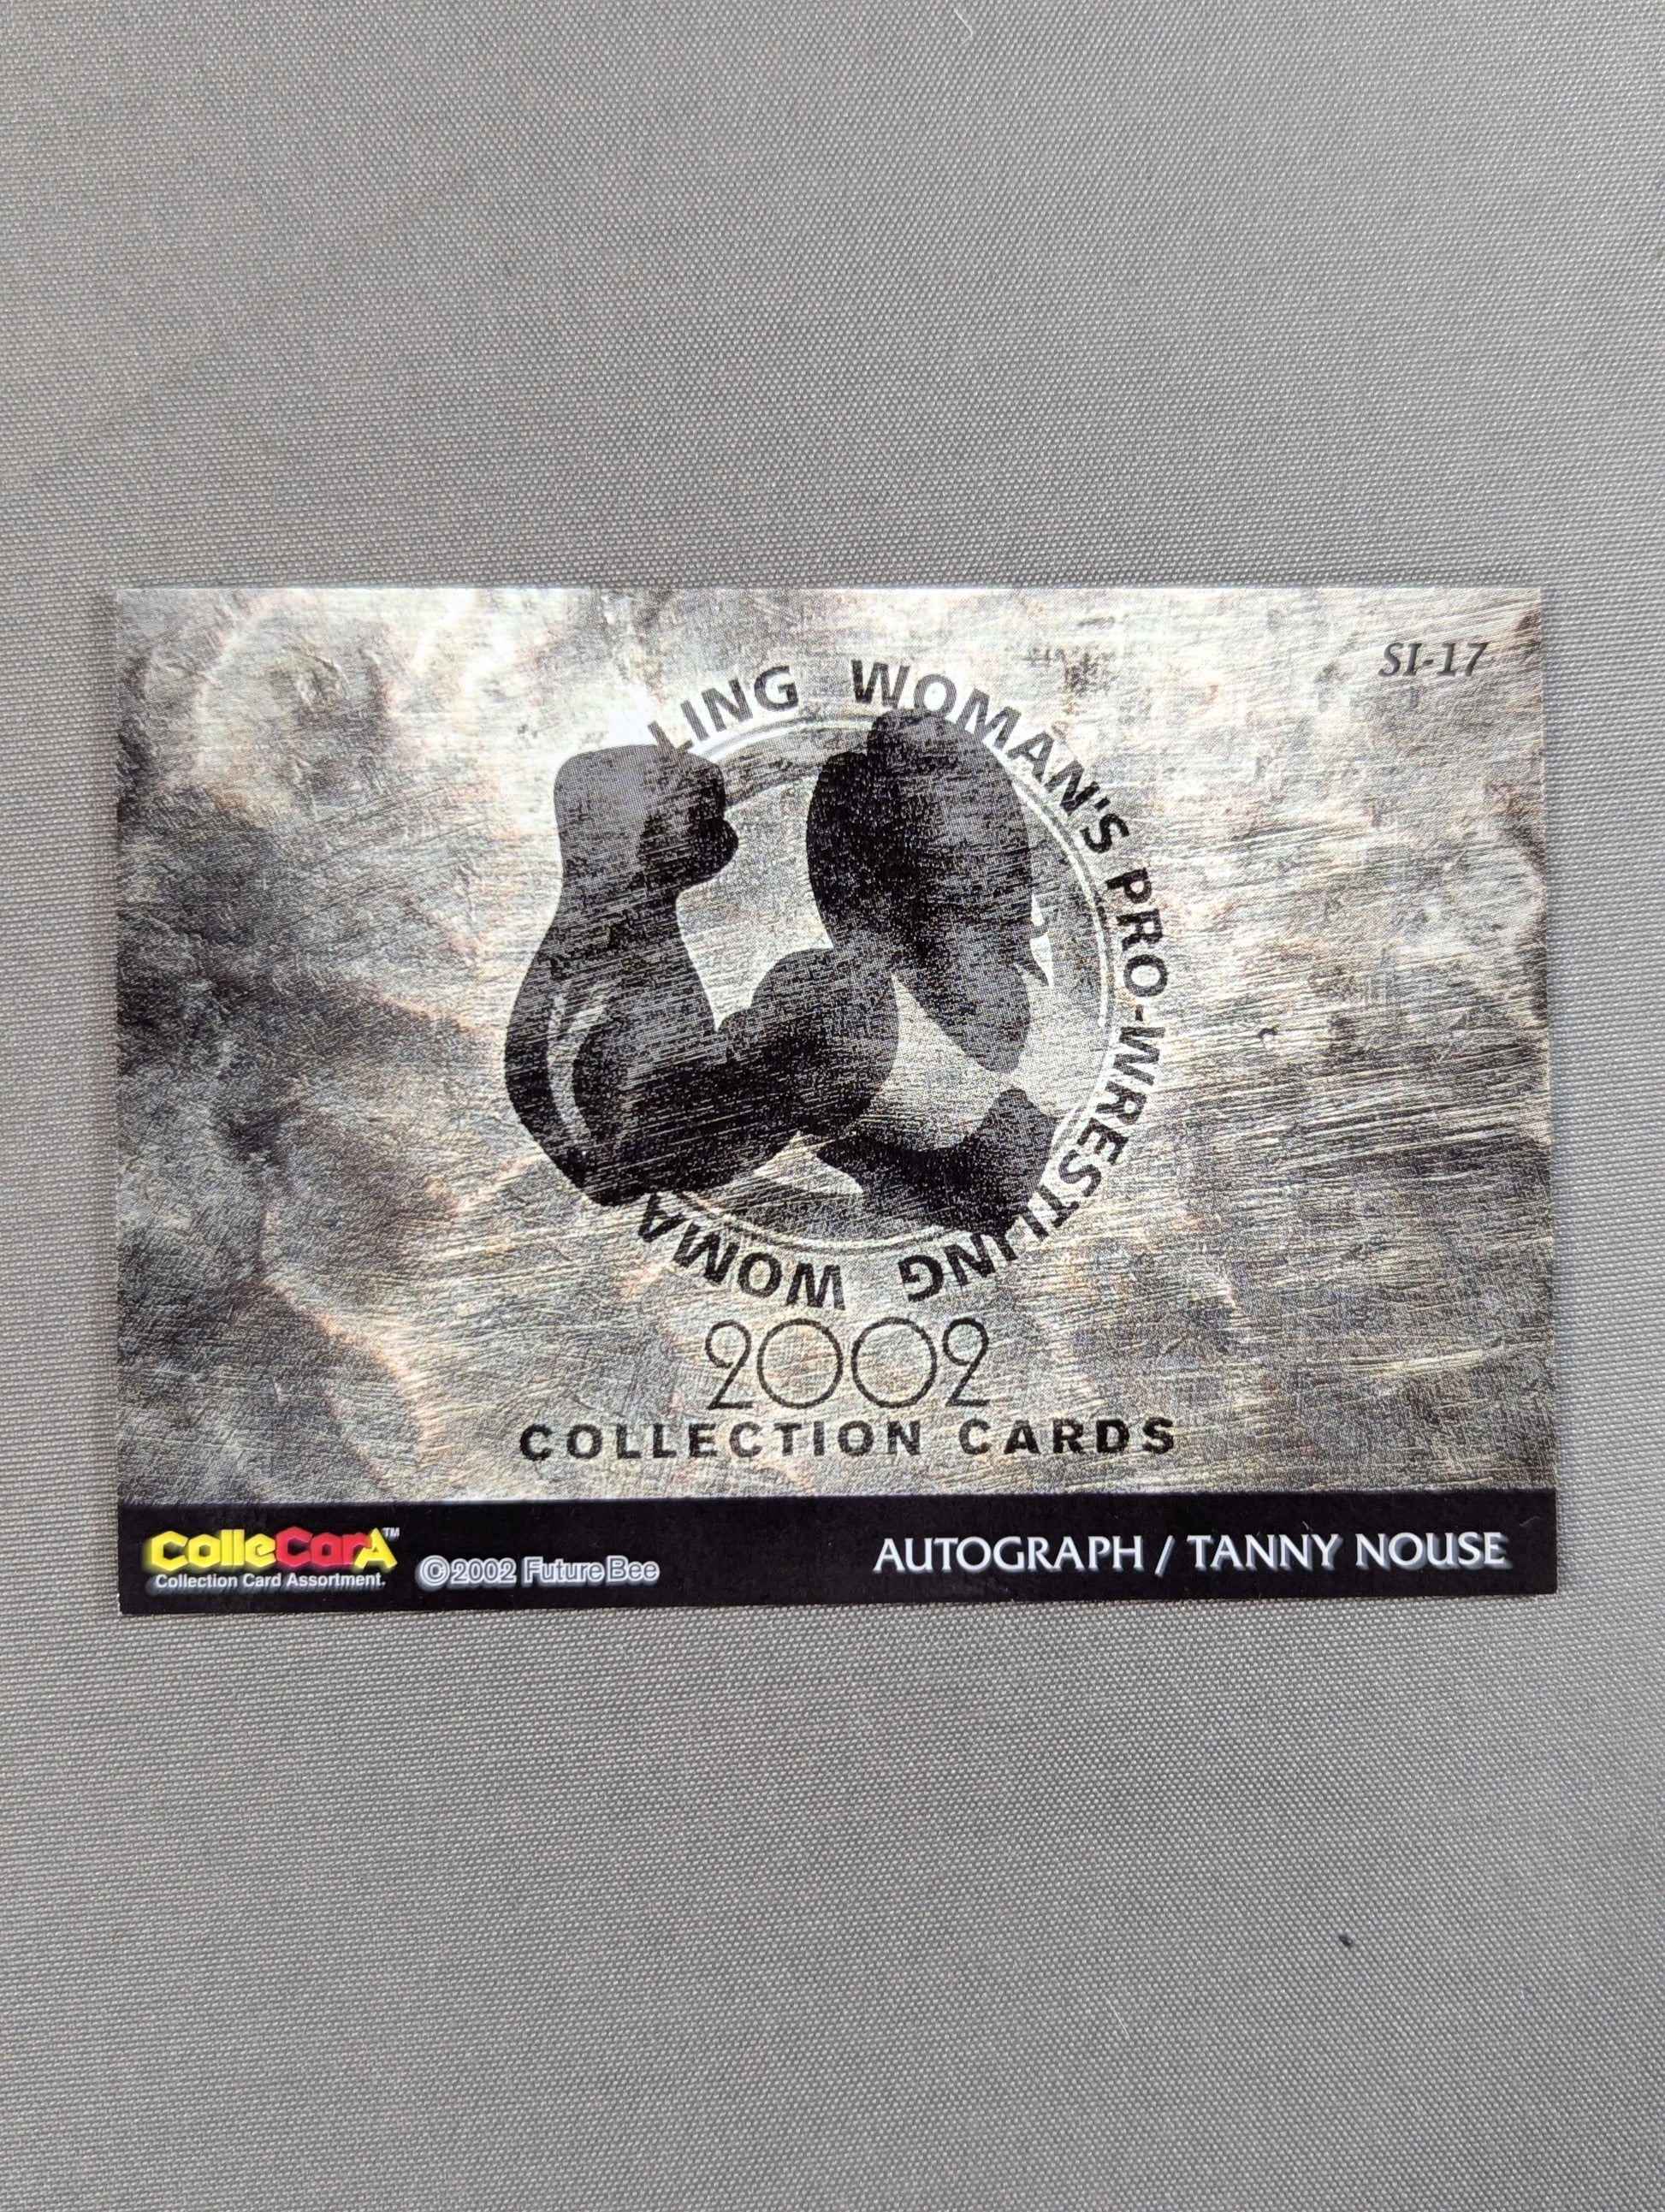 SI-17
LING WOMAN'S PRO-WRESTLING WOMA
2002
COLLECTION CARDS
ColleCarA™
Collection Card Assortment.
©2002 Future Bee
AUTOGRAPH / TANNY NOUSE